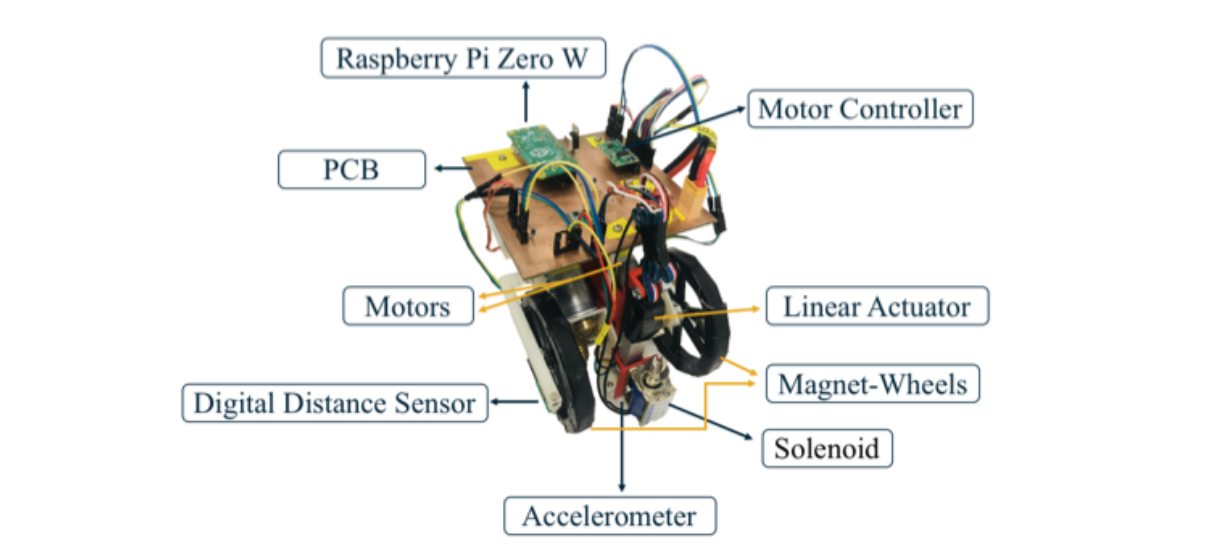 Raspberry Pi Zero W
Motor Controller
PCB
Motors
Linear Actuator
Magnet-Wheels
Digital Distance Sensor
Solenoid
Accelerometer